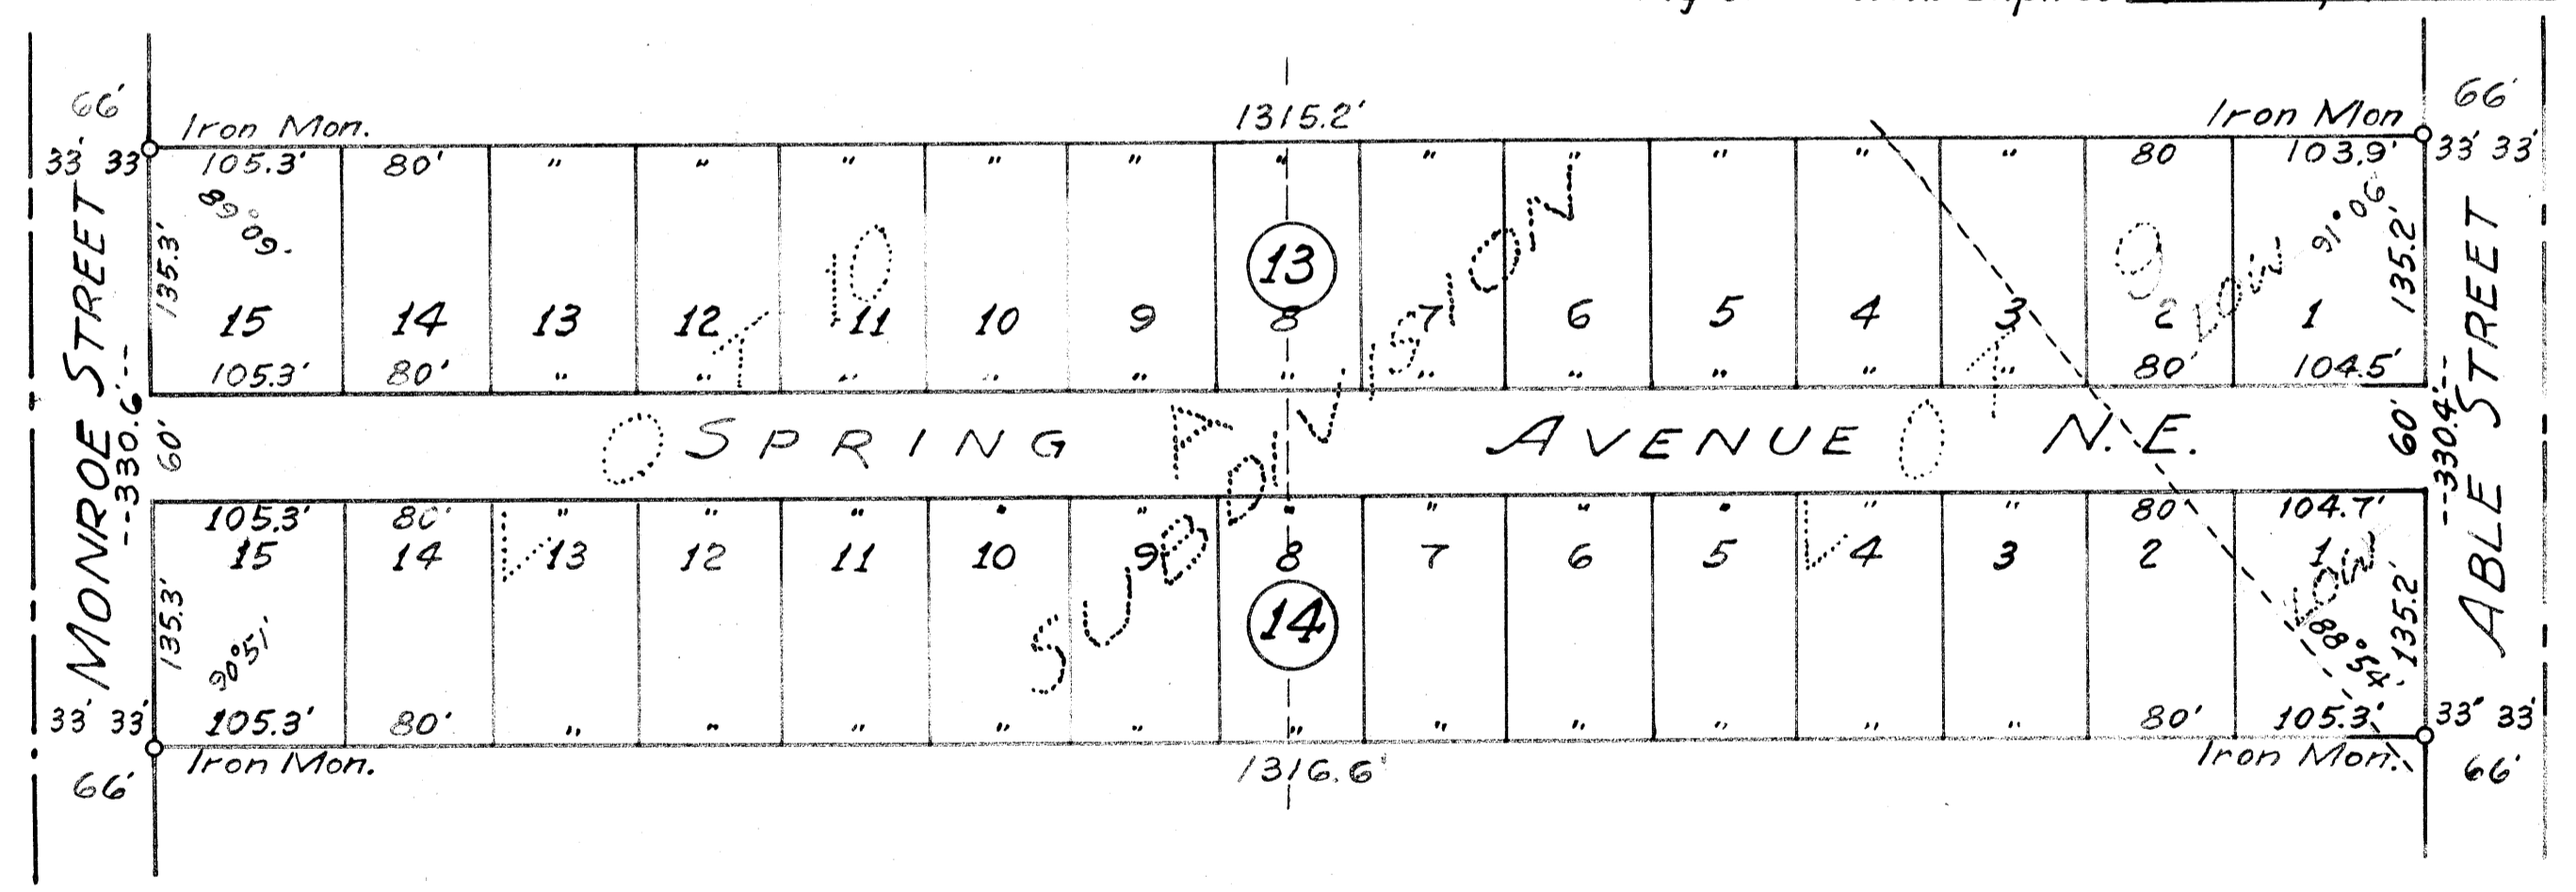 66' 1315.2' 66'
Iron Mon. Iron Mon
33' 33' 105.3' 80' " " " " " " " " " " " 80 103.9' 33' 33'
89° 09' 91° 06'
135.3' 135.2'
13
15 14 13 12 11 10 9 8 7 6 5 4 3 2 1
105.3' 80' " " " " " " " " " " " 80' 104.5'
MONROE STREET
--330.6'--
60' SPRING AVENUE N.E. 60'
--330.4'--
ABLE STREET
105.3' 80' " " " " " " " " " " " 80' 104.7'
15 14 13 12 11 10 9 8 7 6 5 4 3 2 1
135.3' 135.2'
14
90° 51' 88° 54'
33' 33' 105.3' 80' " " " " " " " " " " " 80' 105.3' 33' 33'
Iron Mon. Iron Mon.
66' 1316.6' 66'
SUBDIVISION